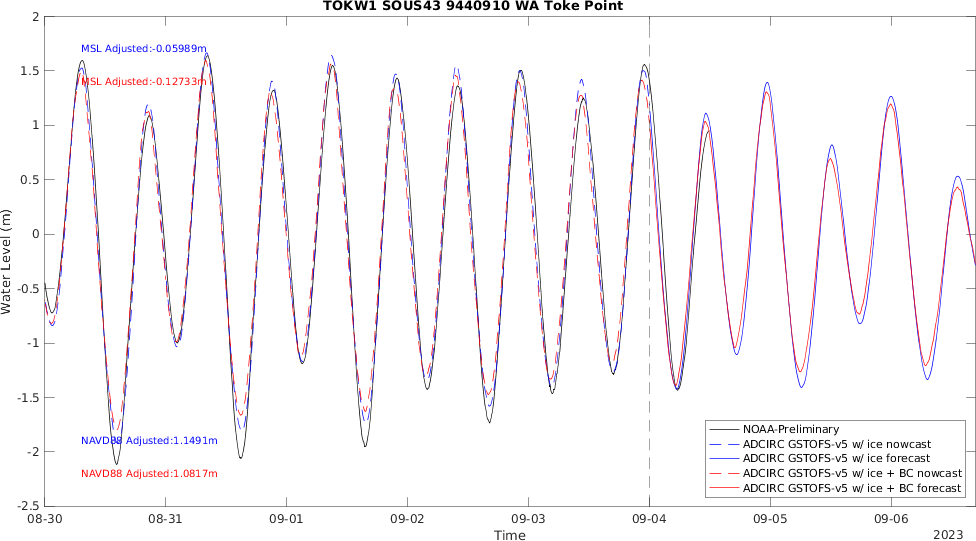 TOKW1 SOUS43 9440910 WA Toke Point
2
1.5
1
0.5
0
-0.5
-1
-1.5
-2
-2.5
Water Level (m)
MSL Adjusted:-0.05989m
MSL Adjusted:-0.12733m
NAVD88 Adjusted:1.1491m
NAVD88 Adjusted:1.0817m
NOAA-Preliminary
ADCIRC GSTOFS-v5 w/ ice nowcast
ADCIRC GSTOFS-v5 w/ ice forecast
ADCIRC GSTOFS-v5 w/ ice + BC nowcast
ADCIRC GSTOFS-v5 w/ ice + BC forecast
08-30 08-31 09-01 09-02 09-03 09-04 09-05 09-06
Time
2023